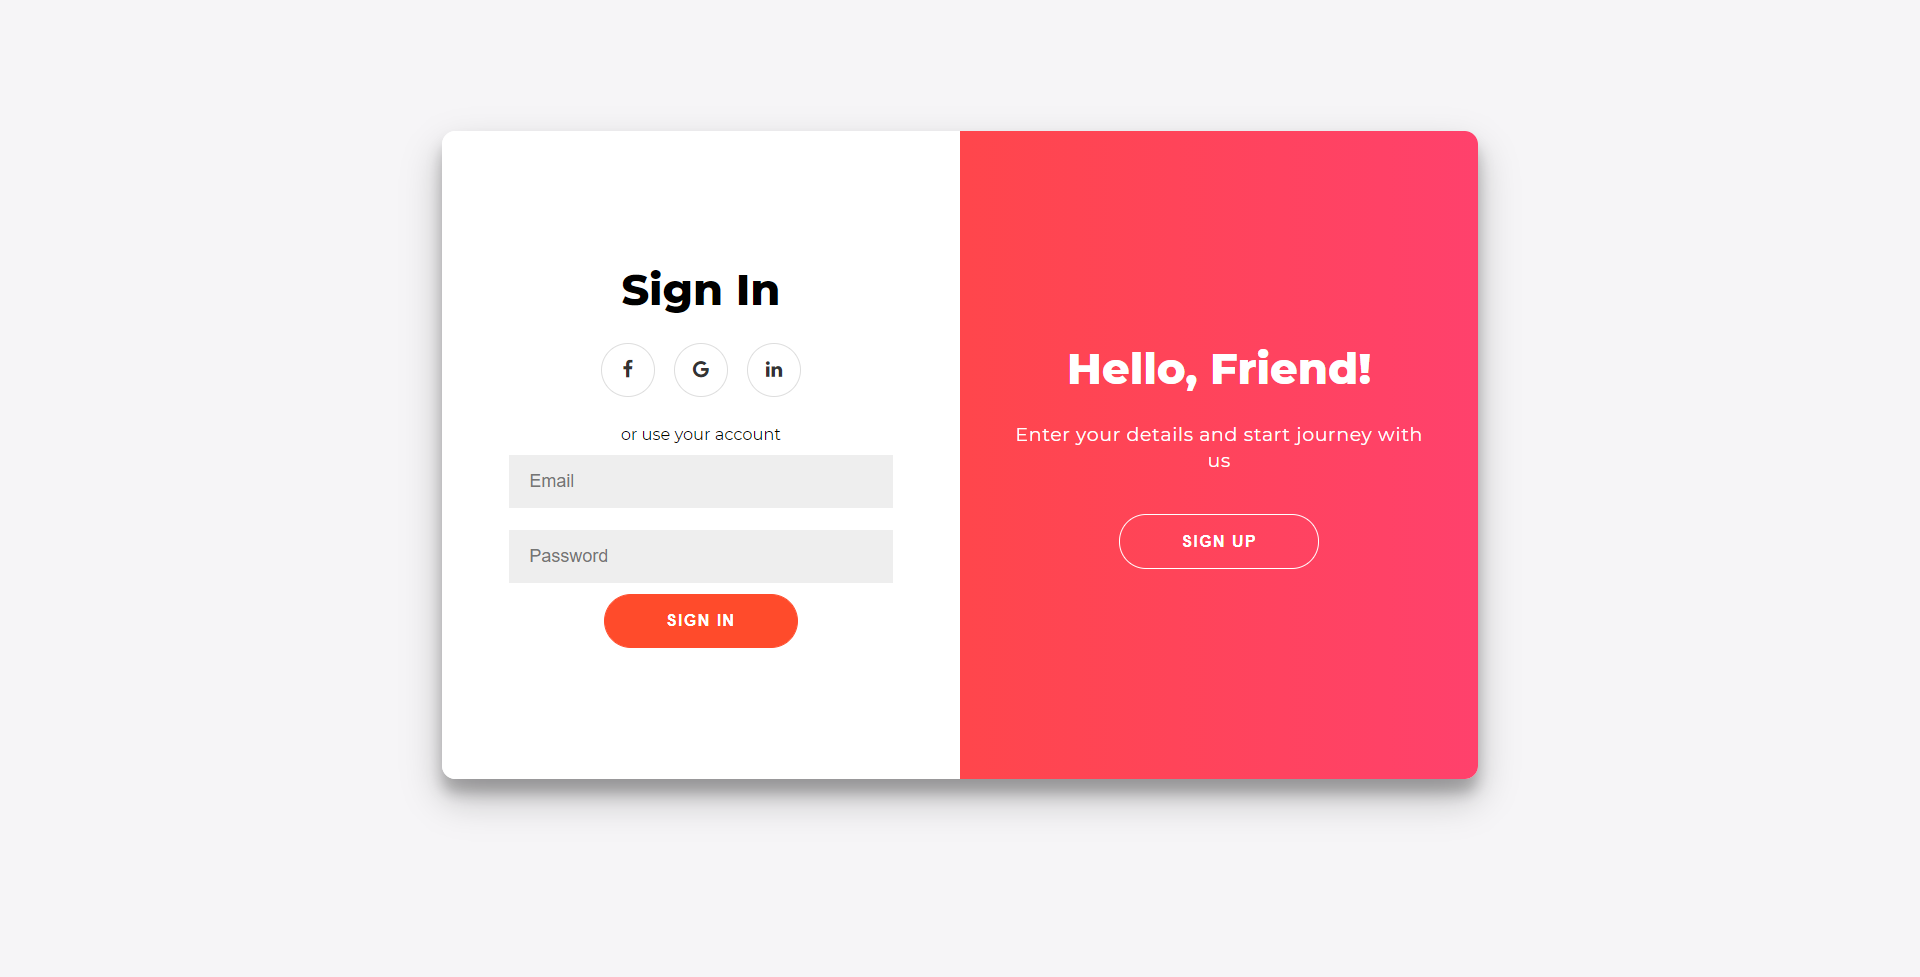 Sign In
or use your account
Email
Password
SIGN IN
Hello, Friend!
Enter your details and start journey with
us
SIGN UP